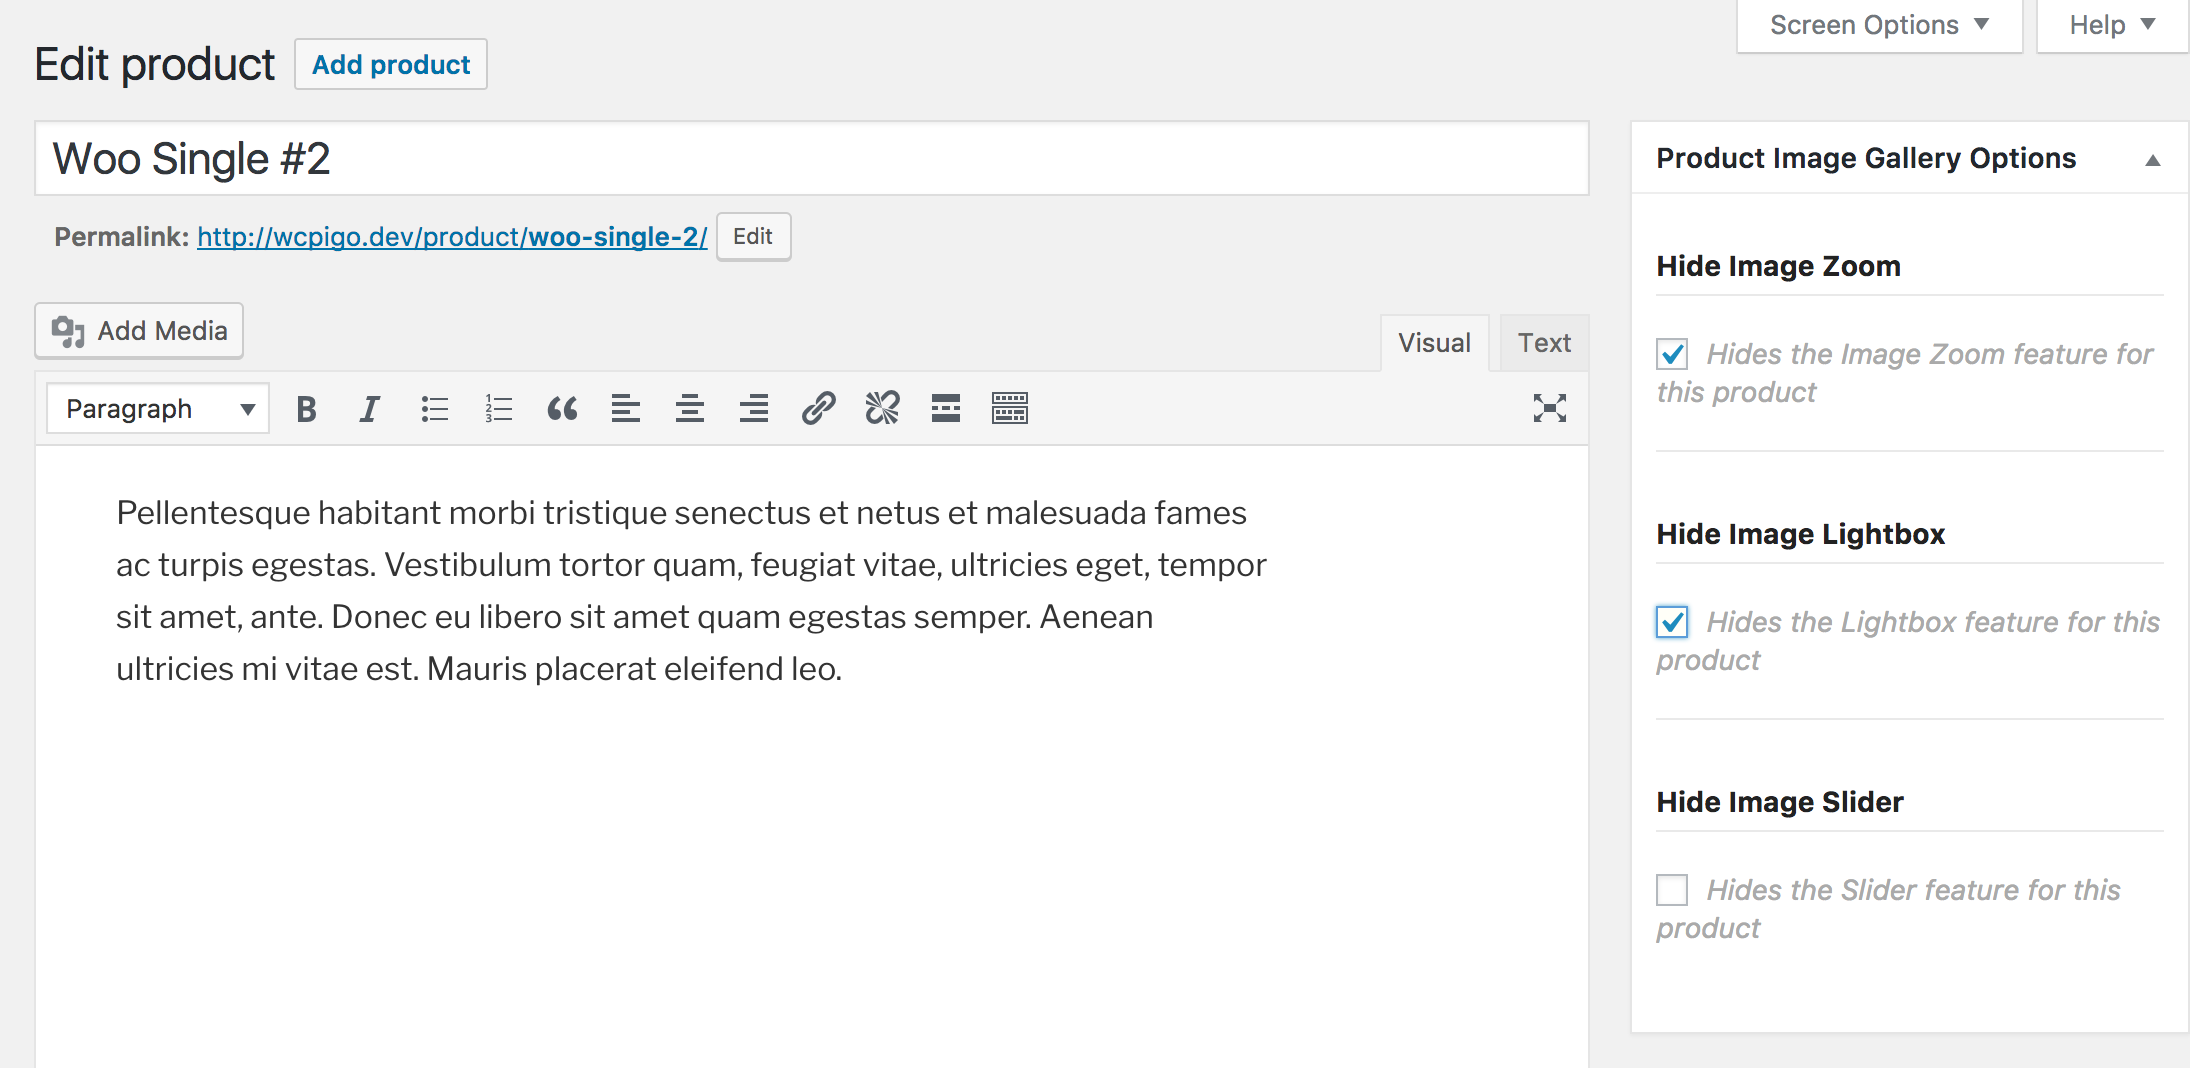 Screen Options
Help
Edit product
Add product
Woo Single #2
Permalink: http://wcpigo.dev/product/woo-single-2/
Edit
Add Media
Visual
Text
Paragraph
B
I
1
2
3
Pellentesque habitant morbi tristique senectus et netus et malesuada fames
ac turpis egestas. Vestibulum tortor quam, feugiat vitae, ultricies eget, tempor
sit amet, ante. Donec eu libero sit amet quam egestas semper. Aenean
ultricies mi vitae est. Mauris placerat eleifend leo.
Product Image Gallery Options
Hide Image Zoom
Hides the Image Zoom feature for
this product
Hide Image Lightbox
Hides the Lightbox feature for this
product
Hide Image Slider
Hides the Slider feature for this
product